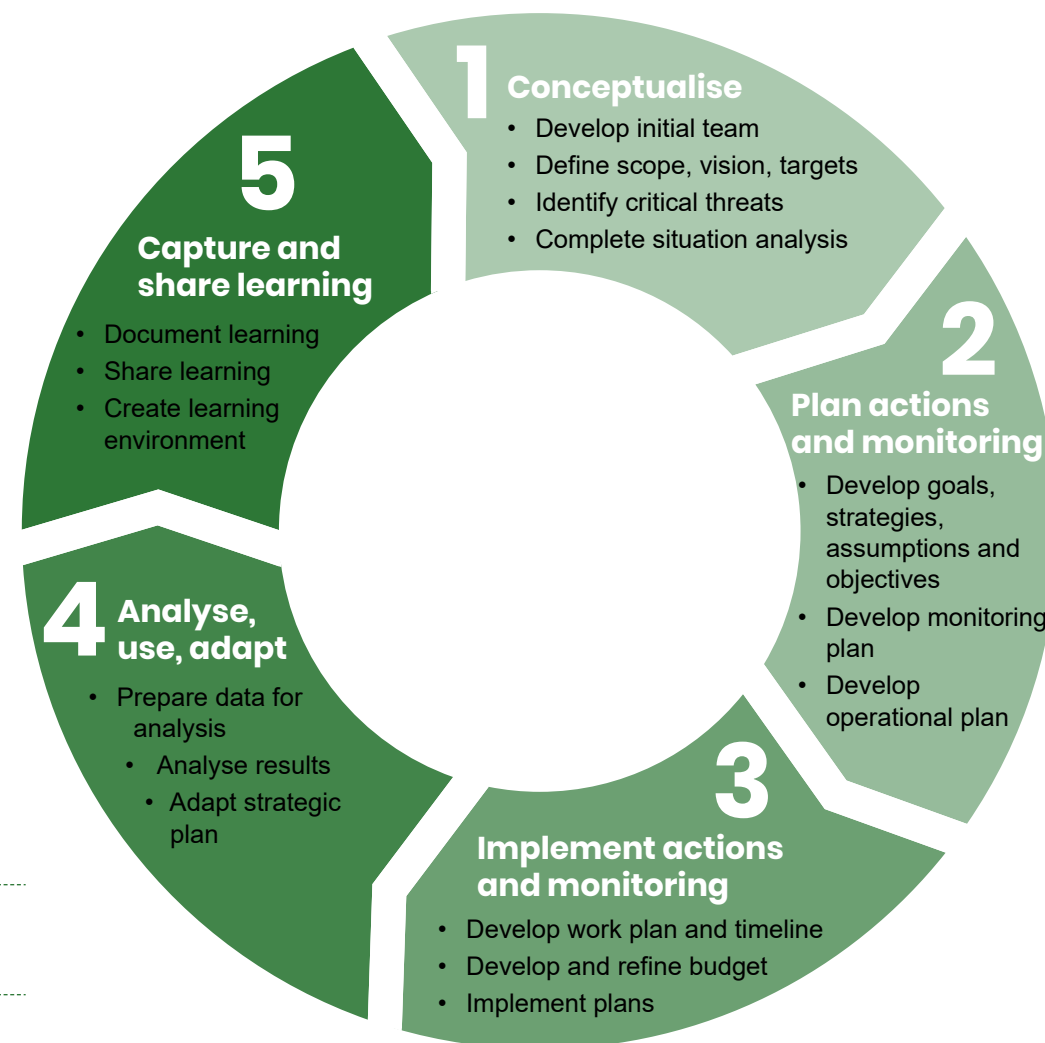 1
Conceptualise
• Develop initial team
• Define scope, vision, targets
• Identify critical threats
• Complete situation analysis
2
Plan actions
and monitoring
• Develop goals,
strategies,
assumptions and
objectives
• Develop monitoring
plan
• Develop
operational plan
3
Implement actions
and monitoring
• Develop work plan and timeline
• Develop and refine budget
• Implement plans
4
Analyse,
use, adapt
• Prepare data for
analysis
• Analyse results
• Adapt strategic
plan
5
Capture and
share learning
• Document learning
• Share learning
• Create learning
environment